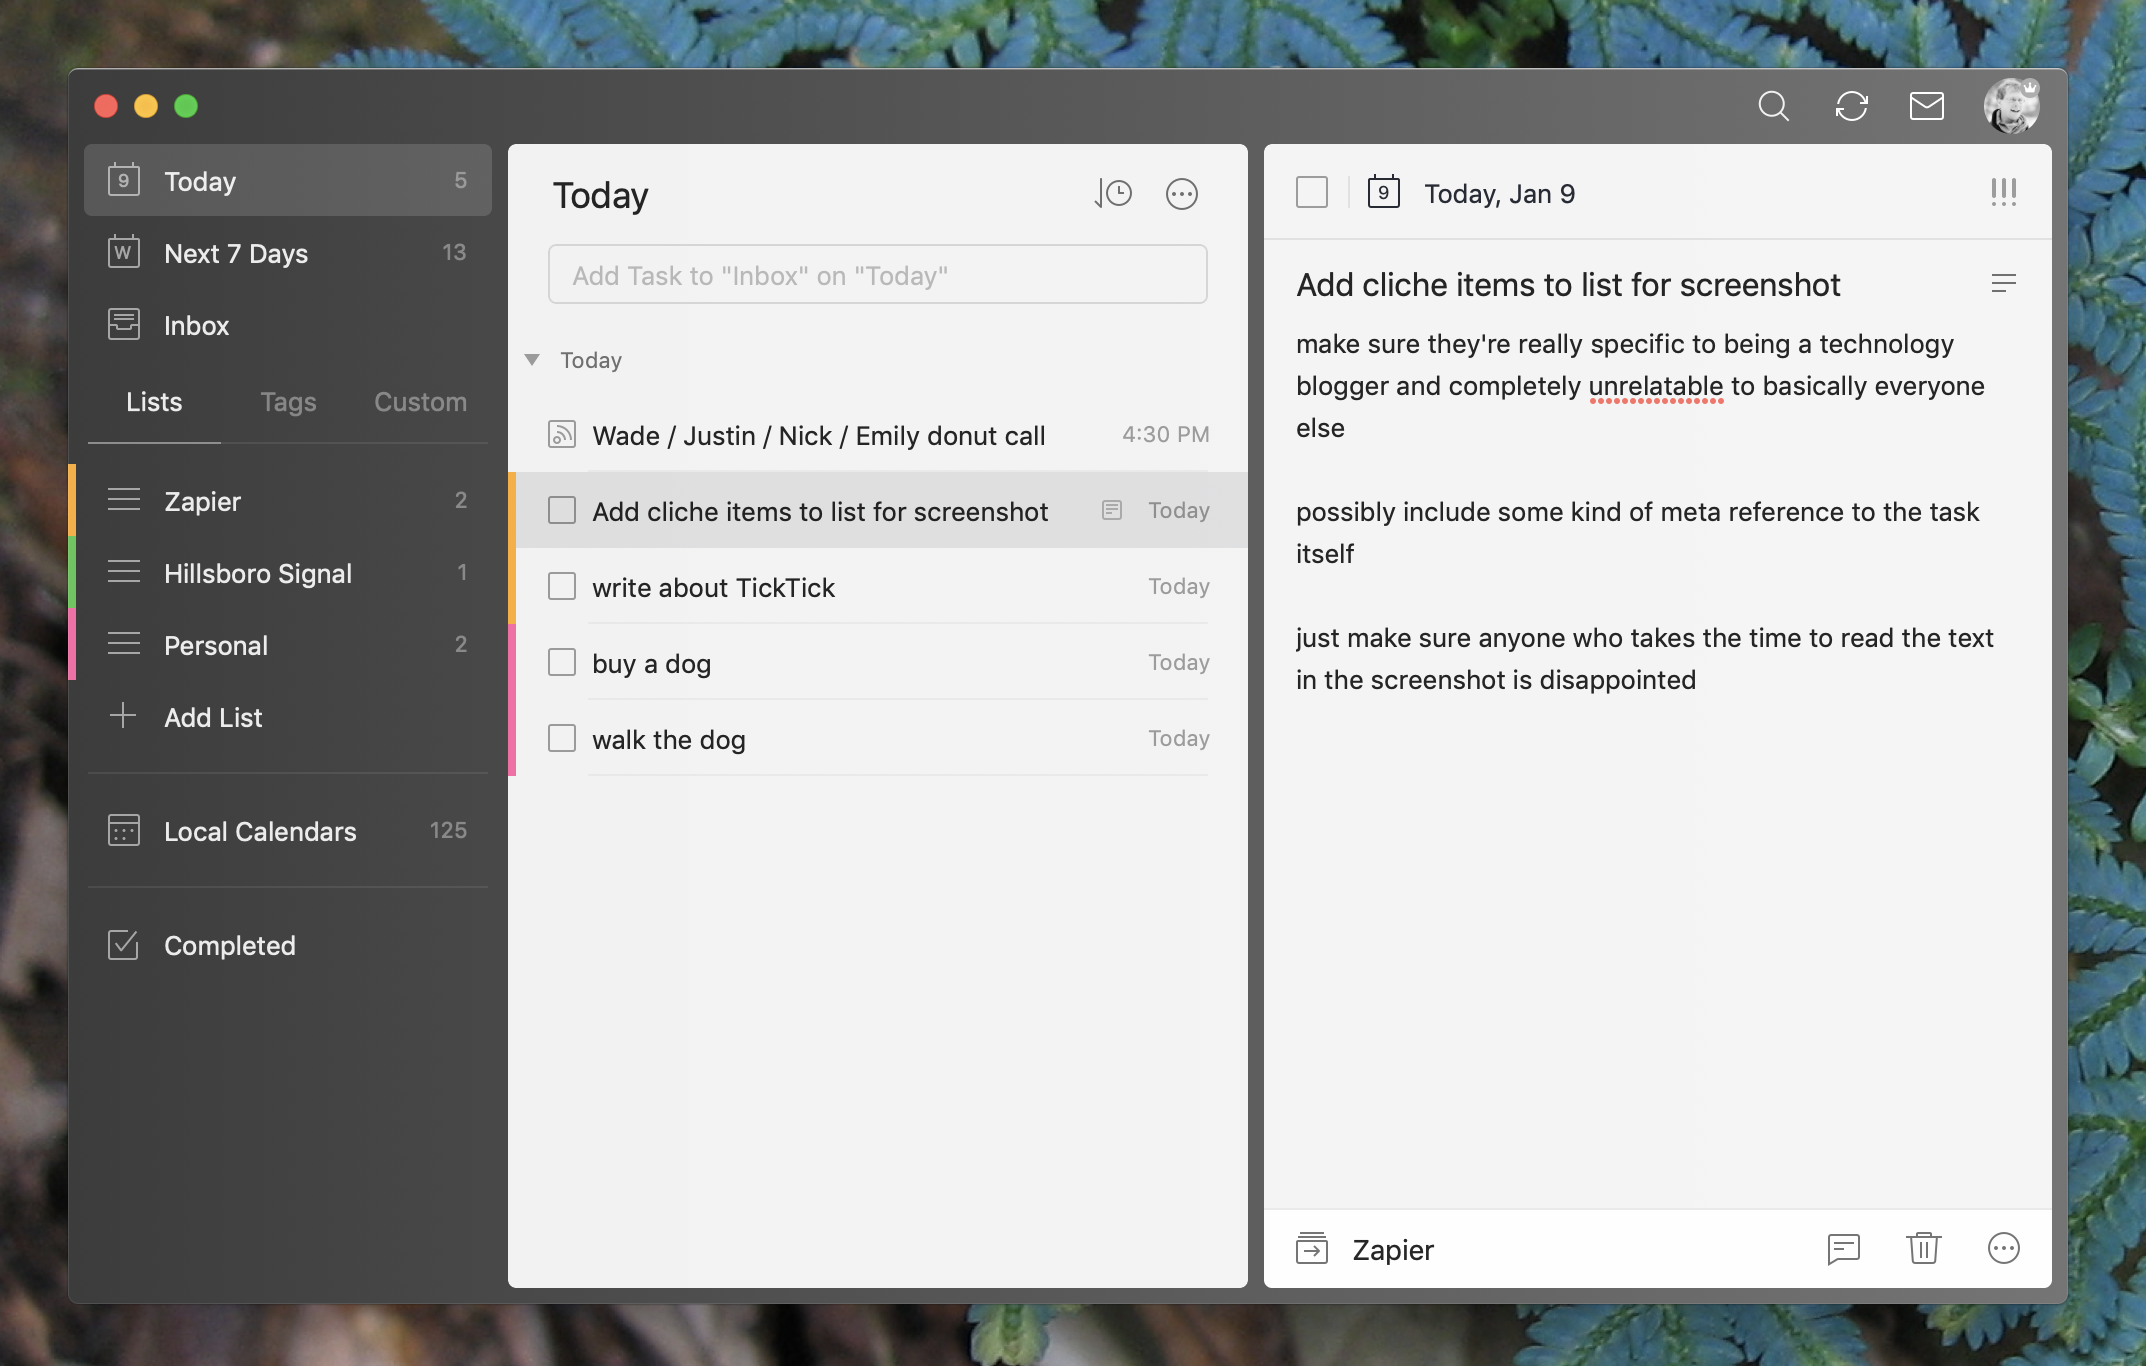 9 Today 5
W Next 7 Days 13
Inbox
Lists Tags Custom
Zapier 2
Hillsboro Signal 1
Personal 2
Add List
Local Calendars 125
Completed
Today
Add Task to "Inbox" on "Today"
Today
Wade / Justin / Nick / Emily donut call 4:30 PM
Add cliche items to list for screenshot Today
write about TickTick Today
buy a dog Today
walk the dog Today
9 Today, Jan 9
Add cliche items to list for screenshot
make sure they're really specific to being a technology
blogger and completely unrelatable to basically everyone
else
possibly include some kind of meta reference to the task
itself
just make sure anyone who takes the time to read the text
in the screenshot is disappointed
Zapier